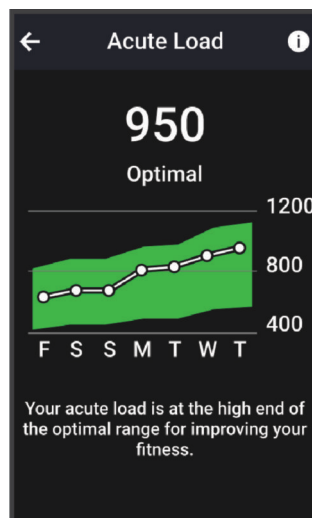 Acute Load
950
Optimal
1200
800
400
F S S M T W T
Your acute load is at the high end of
the optimal range for improving your
fitness.